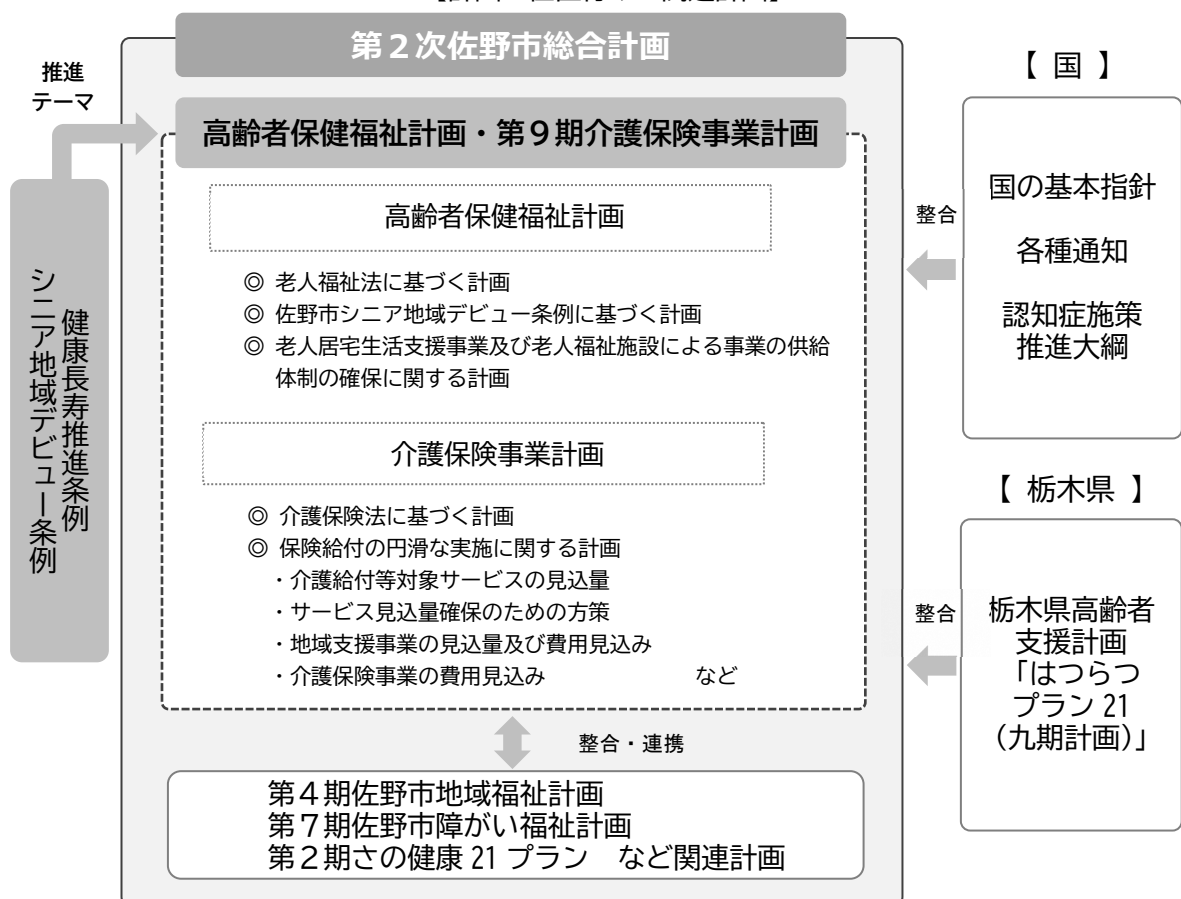 第２次佐野市総合計画
推進
テーマ
高齢者保健福祉計画・第９期介護保険事業計画
高齢者保健福祉計画
◎ 老人福祉法に基づく計画
◎ 佐野市シニア地域デビュー条例に基づく計画
◎ 老人居宅生活支援事業及び老人福祉施設による事業の供給
体制の確保に関する計画
介護保険事業計画
◎ 介護保険法に基づく計画
◎ 保険給付の円滑な実施に関する計画
・介護給付等対象サービスの見込量
・サービス見込量確保のための方策
・地域支援事業の見込量及び費用見込み
・介護保険事業の費用見込み　　　　など
整合・連携
第４期佐野市地域福祉計画
第７期佐野市障がい福祉計画
第２期さの健康21プラン　など関連計画
健康長寿推進条例
シニア地域デビュー条例
【 国 】
整合
国の基本指針
各種通知
認知症施策
推進大綱
【 栃木県 】
整合
栃木県高齢者
支援計画
「はつらつ
プラン21
（九期計画）」